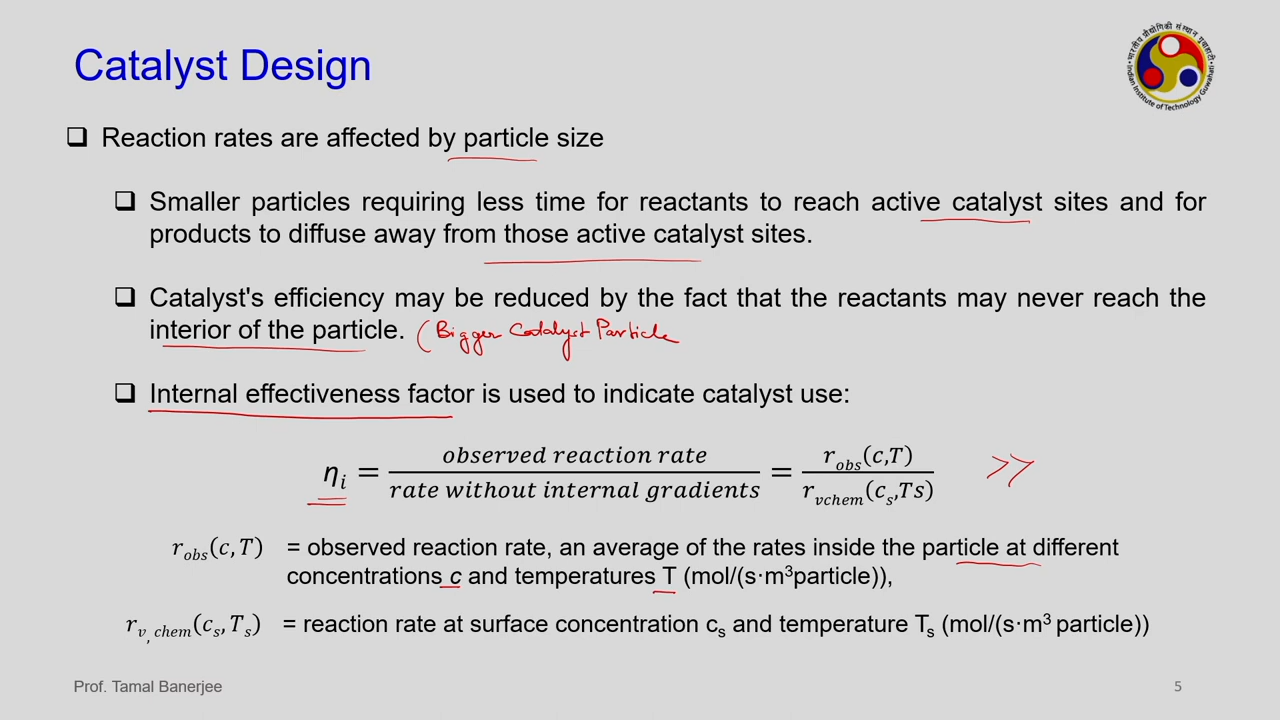 Catalyst Design
भारतीय प्रौद्योगिकी संस्थान गुवाहाटी
Indian Institute of Technology Guwahati
❑ Reaction rates are affected by particle size
❑ Smaller particles requiring less time for reactants to reach active catalyst sites and for
products to diffuse away from those active catalyst sites.
❑ Catalyst's efficiency may be reduced by the fact that the reactants may never reach the
interior of the particle. (Bigger Catalyst Particle
❑ Internal effectiveness factor is used to indicate catalyst use:
η_i = observed reaction rate / rate without internal gradients = r_obs(c,T) / r_vchem(c_s,Ts) >>
r_obs(c,T) = observed reaction rate, an average of the rates inside the particle at different
concentrations c and temperatures T (mol/(s·m³particle)),
r_v, chem(c_s,T_s) = reaction rate at surface concentration c_s and temperature T_s (mol/(s·m³ particle))
Prof. Tamal Banerjee 5